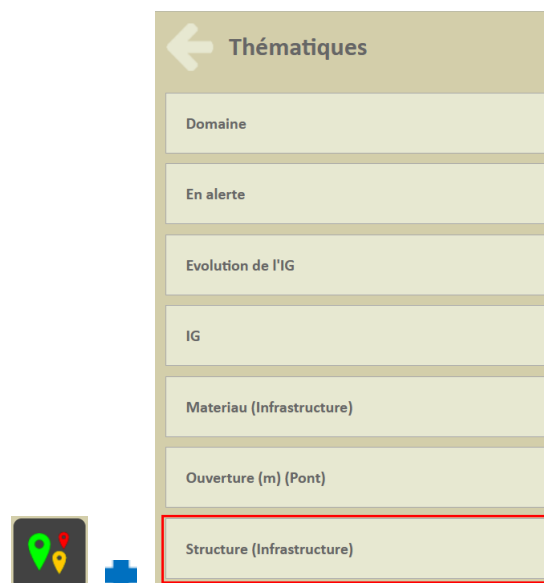 Thématiques
Domaine
En alerte
Evolution de l'IG
IG
Materiau (Infrastructure)
Ouverture (m) (Pont)
Structure (Infrastructure)